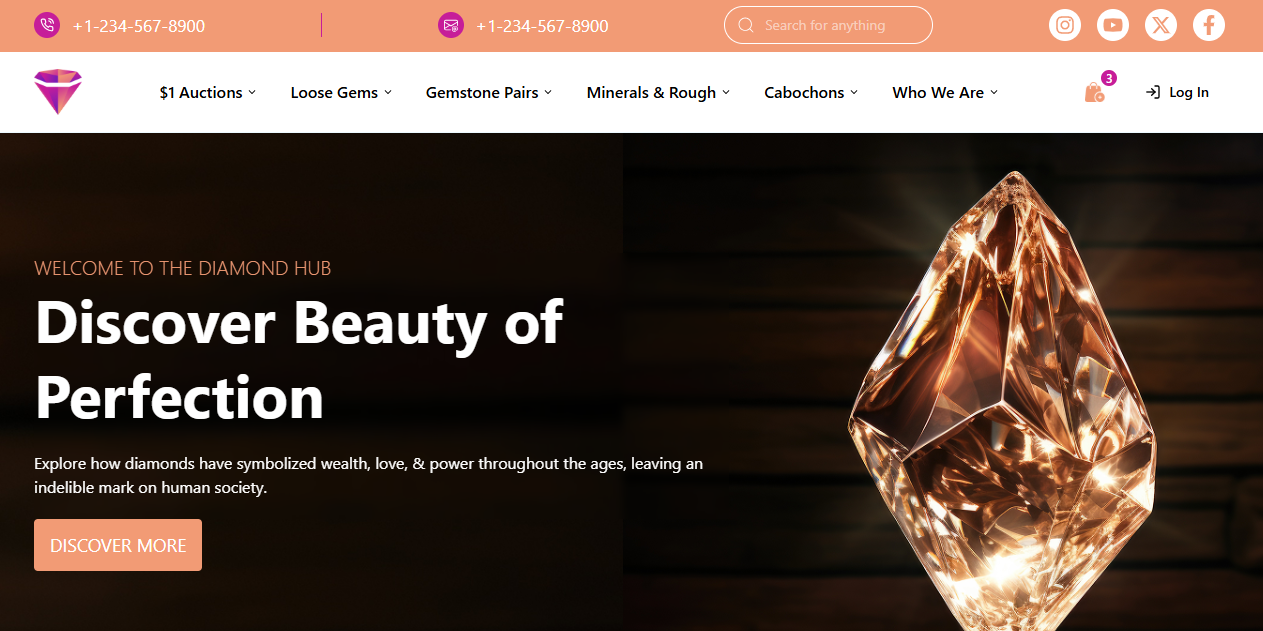 +1-234-567-8900
+1-234-567-8900
Search for anything
$1 Auctions
Loose Gems
Gemstone Pairs
Minerals & Rough
Cabochons
Who We Are
3
Log In
WELCOME TO THE DIAMOND HUB
Discover Beauty of
Perfection
Explore how diamonds have symbolized wealth, love, & power throughout the ages, leaving an
indelible mark on human society.
DISCOVER MORE